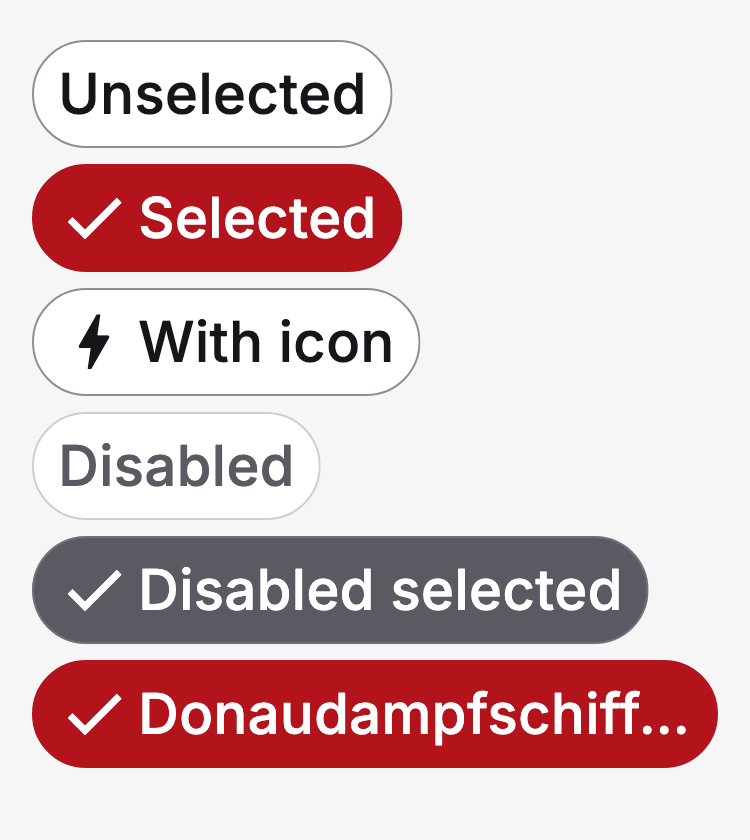 Unselected
Selected
With icon
Disabled
Disabled selected
Donaudampfschiff...